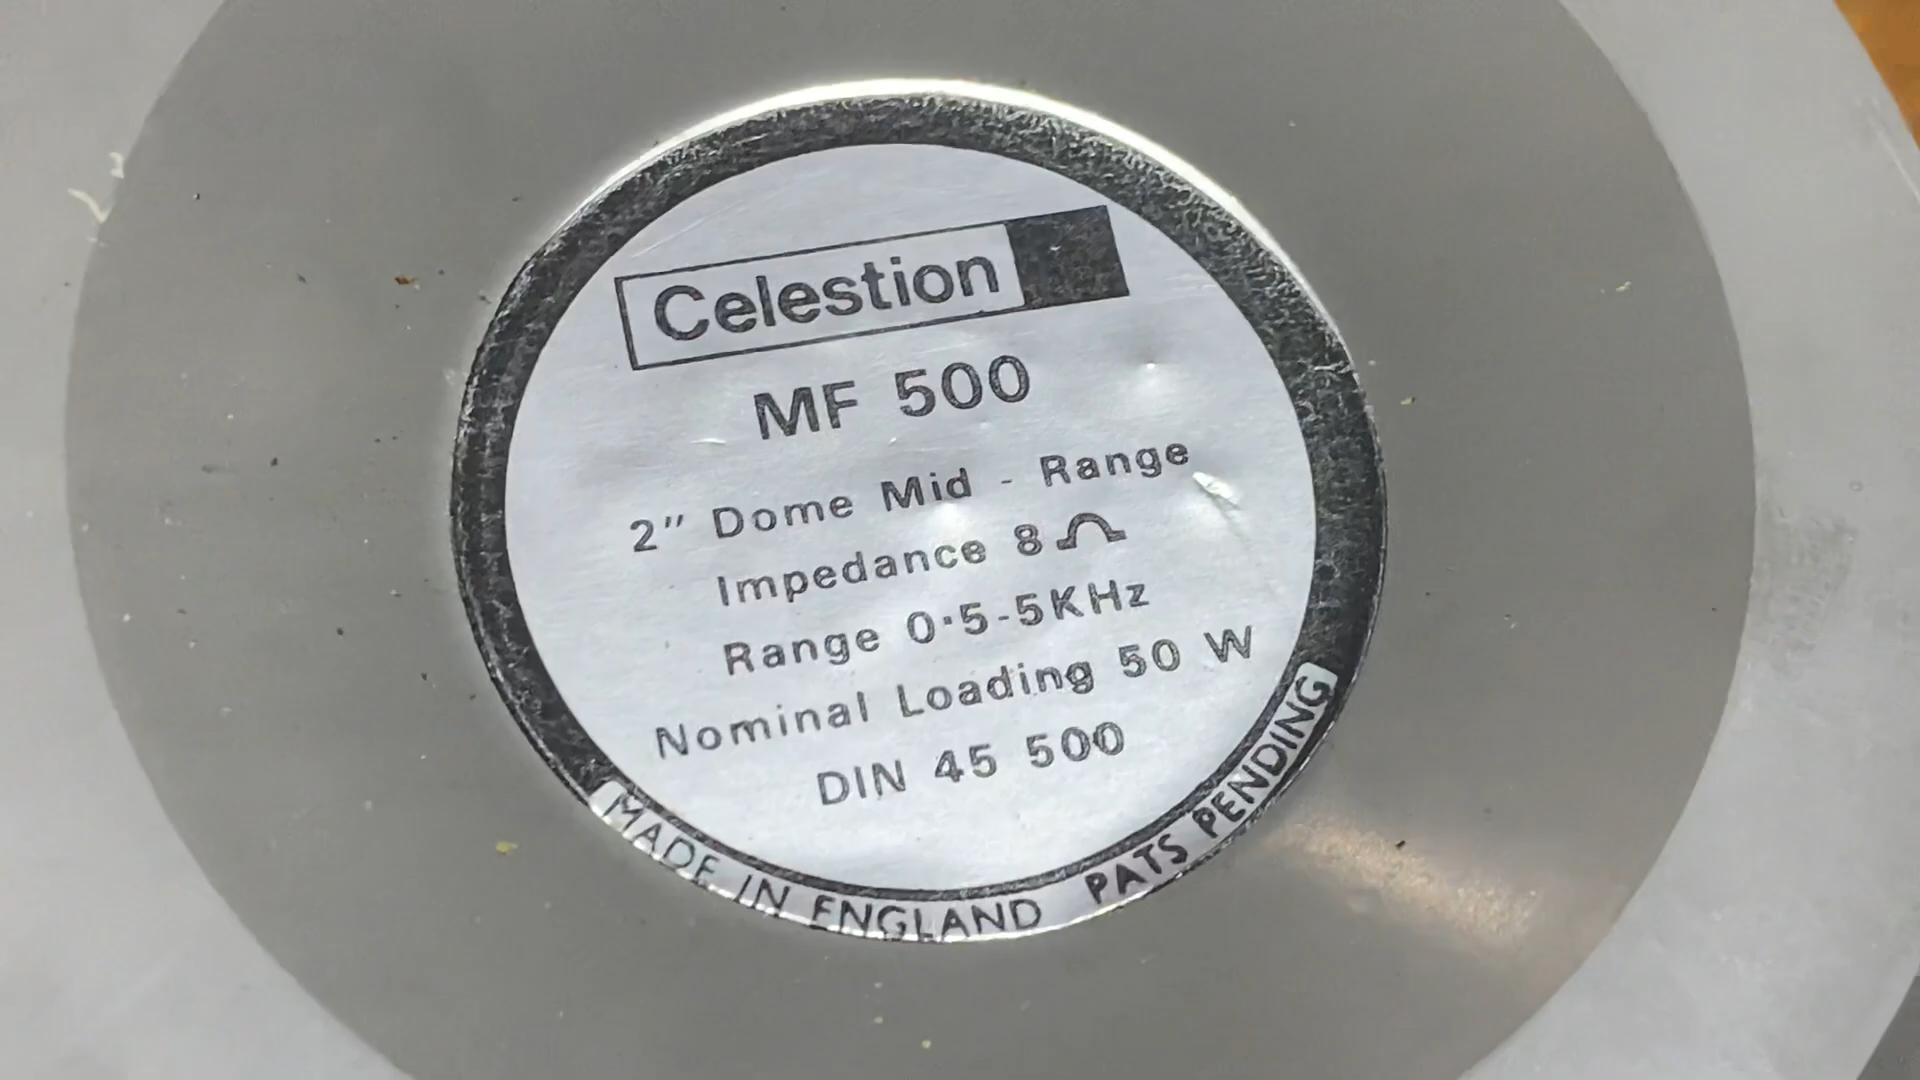 Celestion
MF 500
2" Dome Mid - Range
Impedance 8Ω
Range 0·5-5KHz
Nominal Loading 50 W
DIN 45 500
MADE IN ENGLAND PATS PENDING